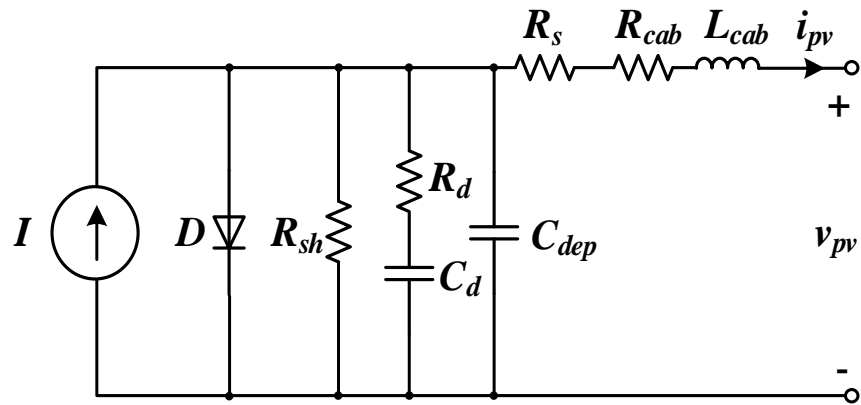 R_s R_cab L_cab i_pv
+
I D R_sh R_d C_d C_dep v_pv
-